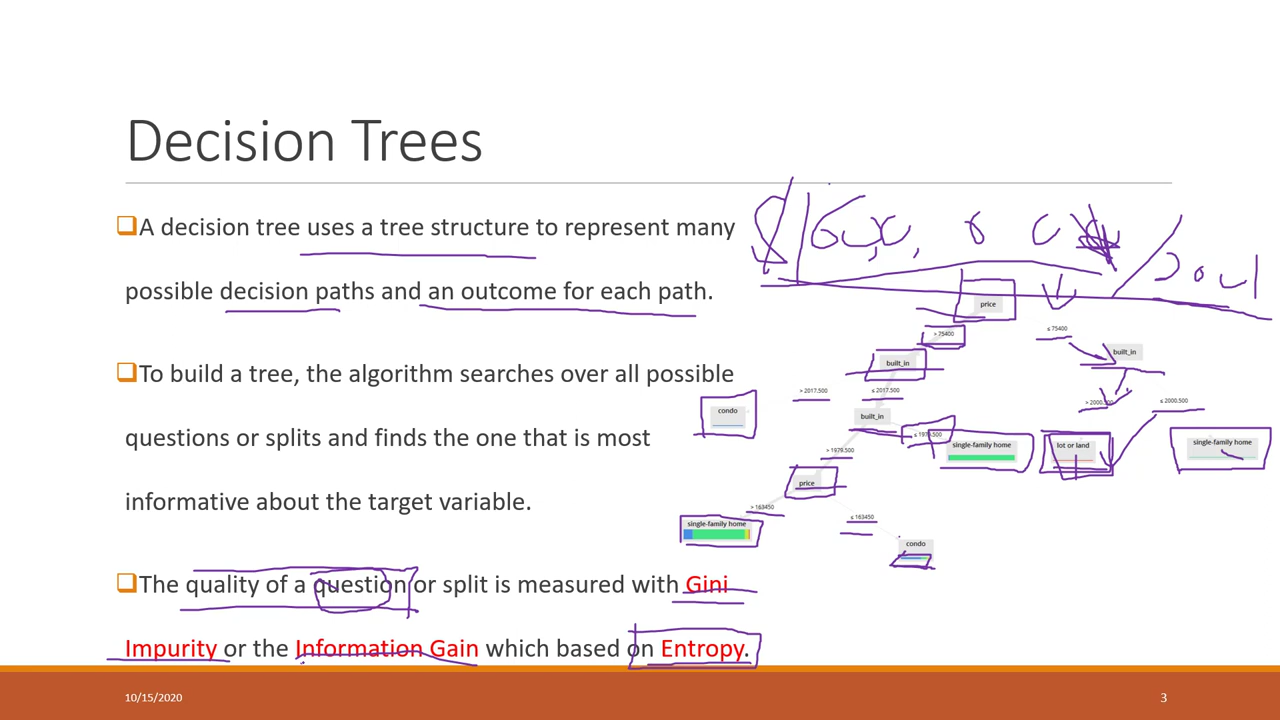 Decision Trees
A decision tree uses a tree structure to represent many
possible decision paths and an outcome for each path.
To build a tree, the algorithm searches over all possible
questions or splits and finds the one that is most
informative about the target variable.
The quality of a question or split is measured with Gini
Impurity or the Information Gain which based on Entropy.
price
> 75400
≤ 75400
built_in
built_in
> 2017.500
≤ 2017.500
> 2000.500
≤ 2000.500
condo
built_in
≤ 1979.500
single-family home
lot or land
single-family home
> 1979.500
price
> 163450
≤ 163450
single-family home
condo
10/15/2020
3